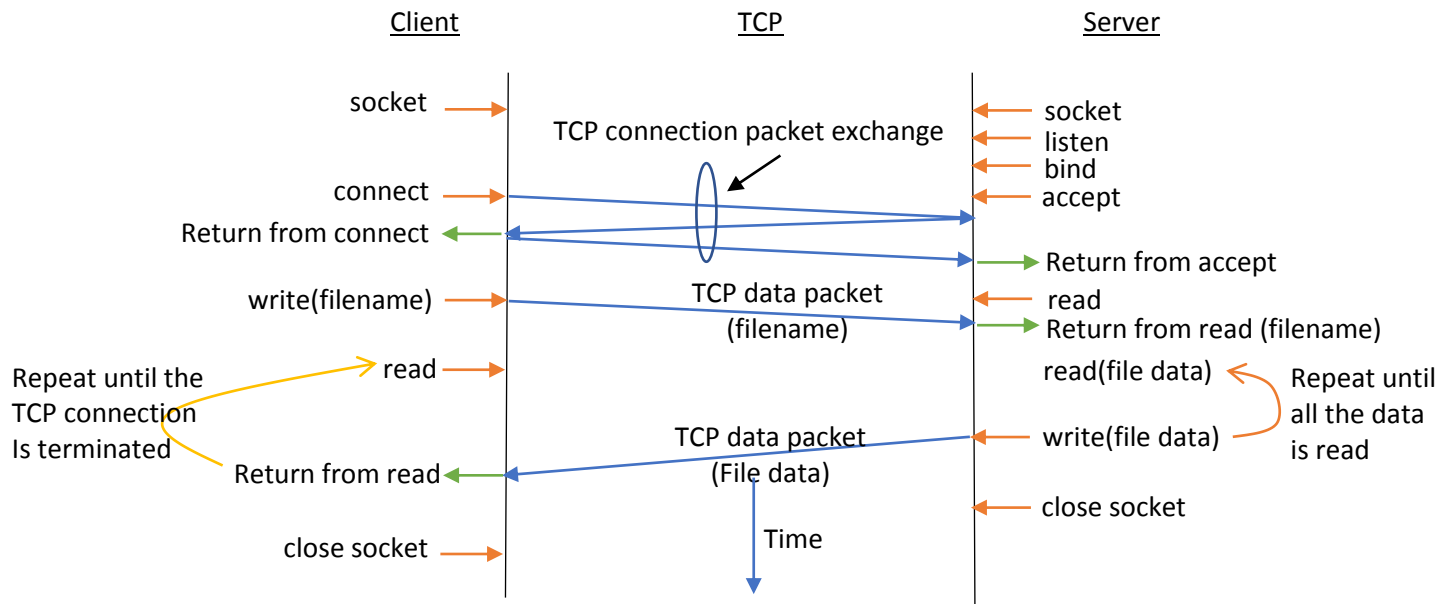 Client TCP Server
socket socket
TCP connection packet exchange
listen
bind
connect accept
Return from connect
Return from accept
write(filename) TCP data packet read
(filename) Return from read (filename)
Repeat until the read read(file data) Repeat until
TCP connection all the data
Is terminated TCP data packet write(file data) is read
Return from read (File data)
close socket
close socket Time